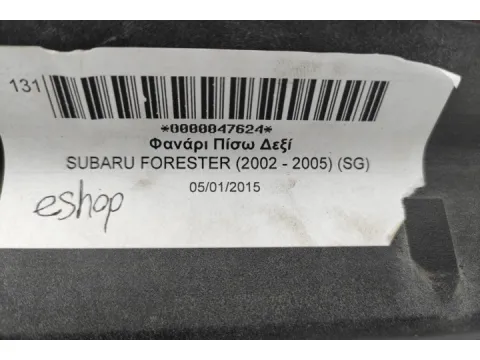 131
*0000047624*
Φανάρι Πίσω Δεξί
SUBARU FORESTER (2002 - 2005) (SG)
05/01/2015
eshop